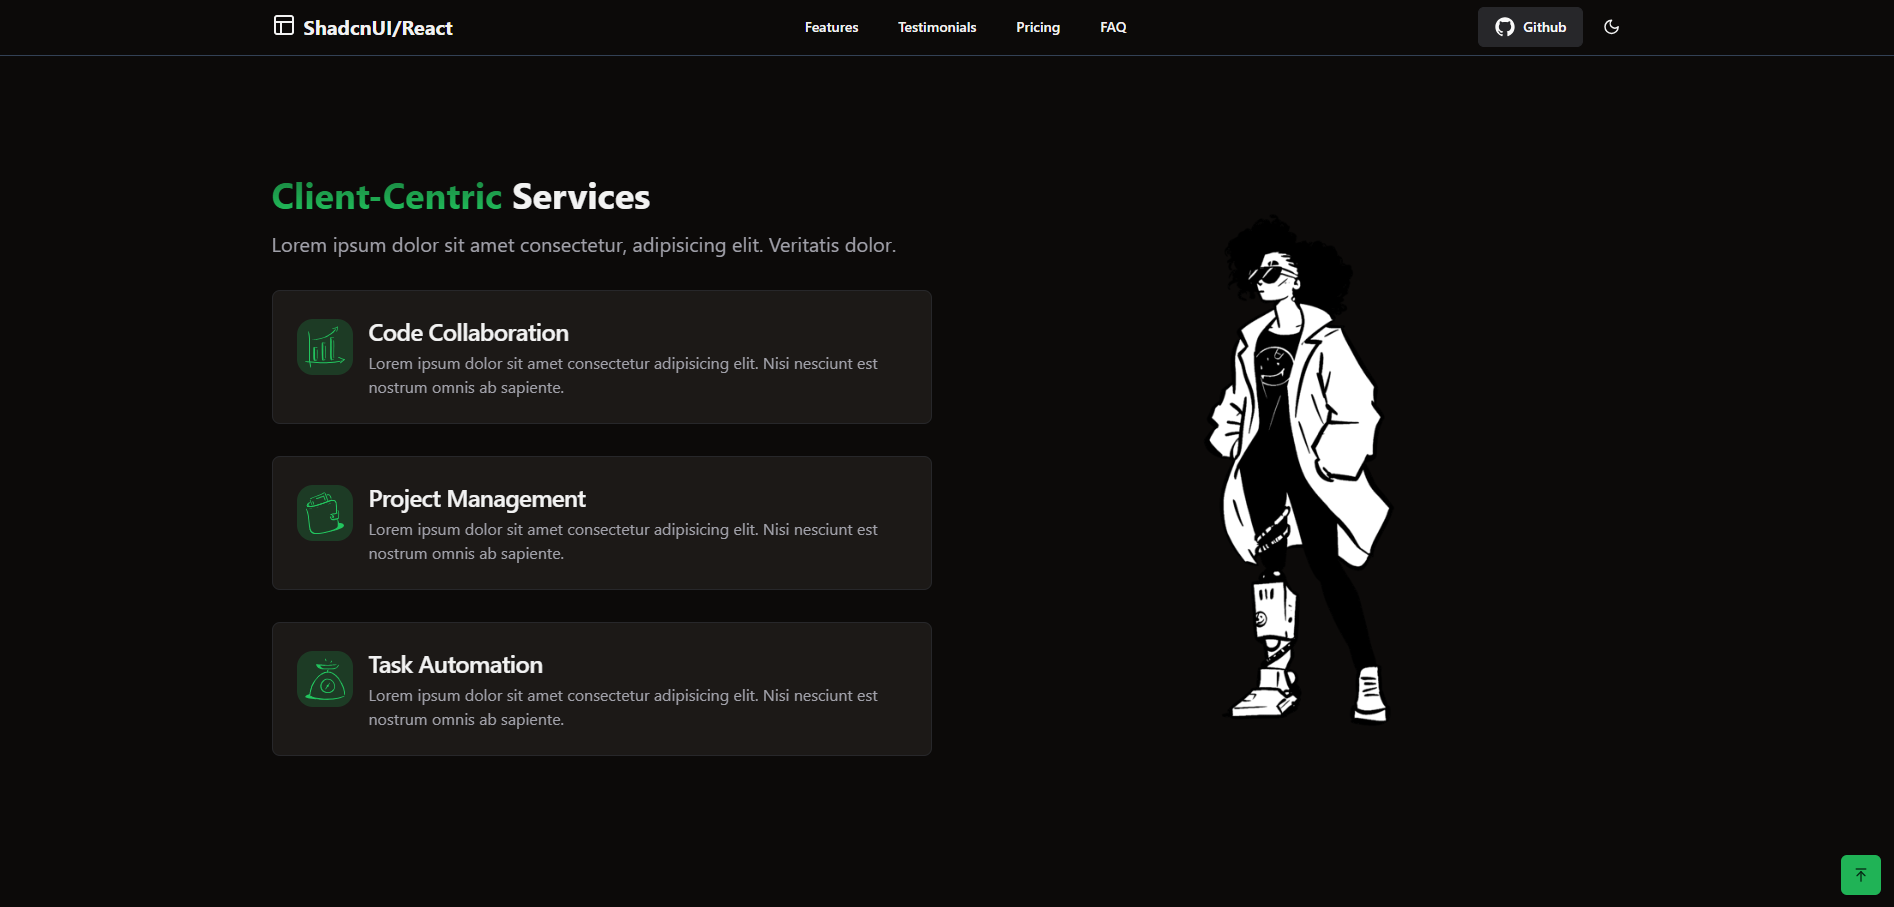 ShadcnUI/React
Features
Testimonials
Pricing
FAQ
Github
Client-Centric Services
Lorem ipsum dolor sit amet consectetur, adipisicing elit. Veritatis dolor.
Code Collaboration
Lorem ipsum dolor sit amet consectetur adipisicing elit. Nisi nesciunt est
nostrum omnis ab sapiente.
Project Management
Lorem ipsum dolor sit amet consectetur adipisicing elit. Nisi nesciunt est
nostrum omnis ab sapiente.
Task Automation
Lorem ipsum dolor sit amet consectetur adipisicing elit. Nisi nesciunt est
nostrum omnis ab sapiente.